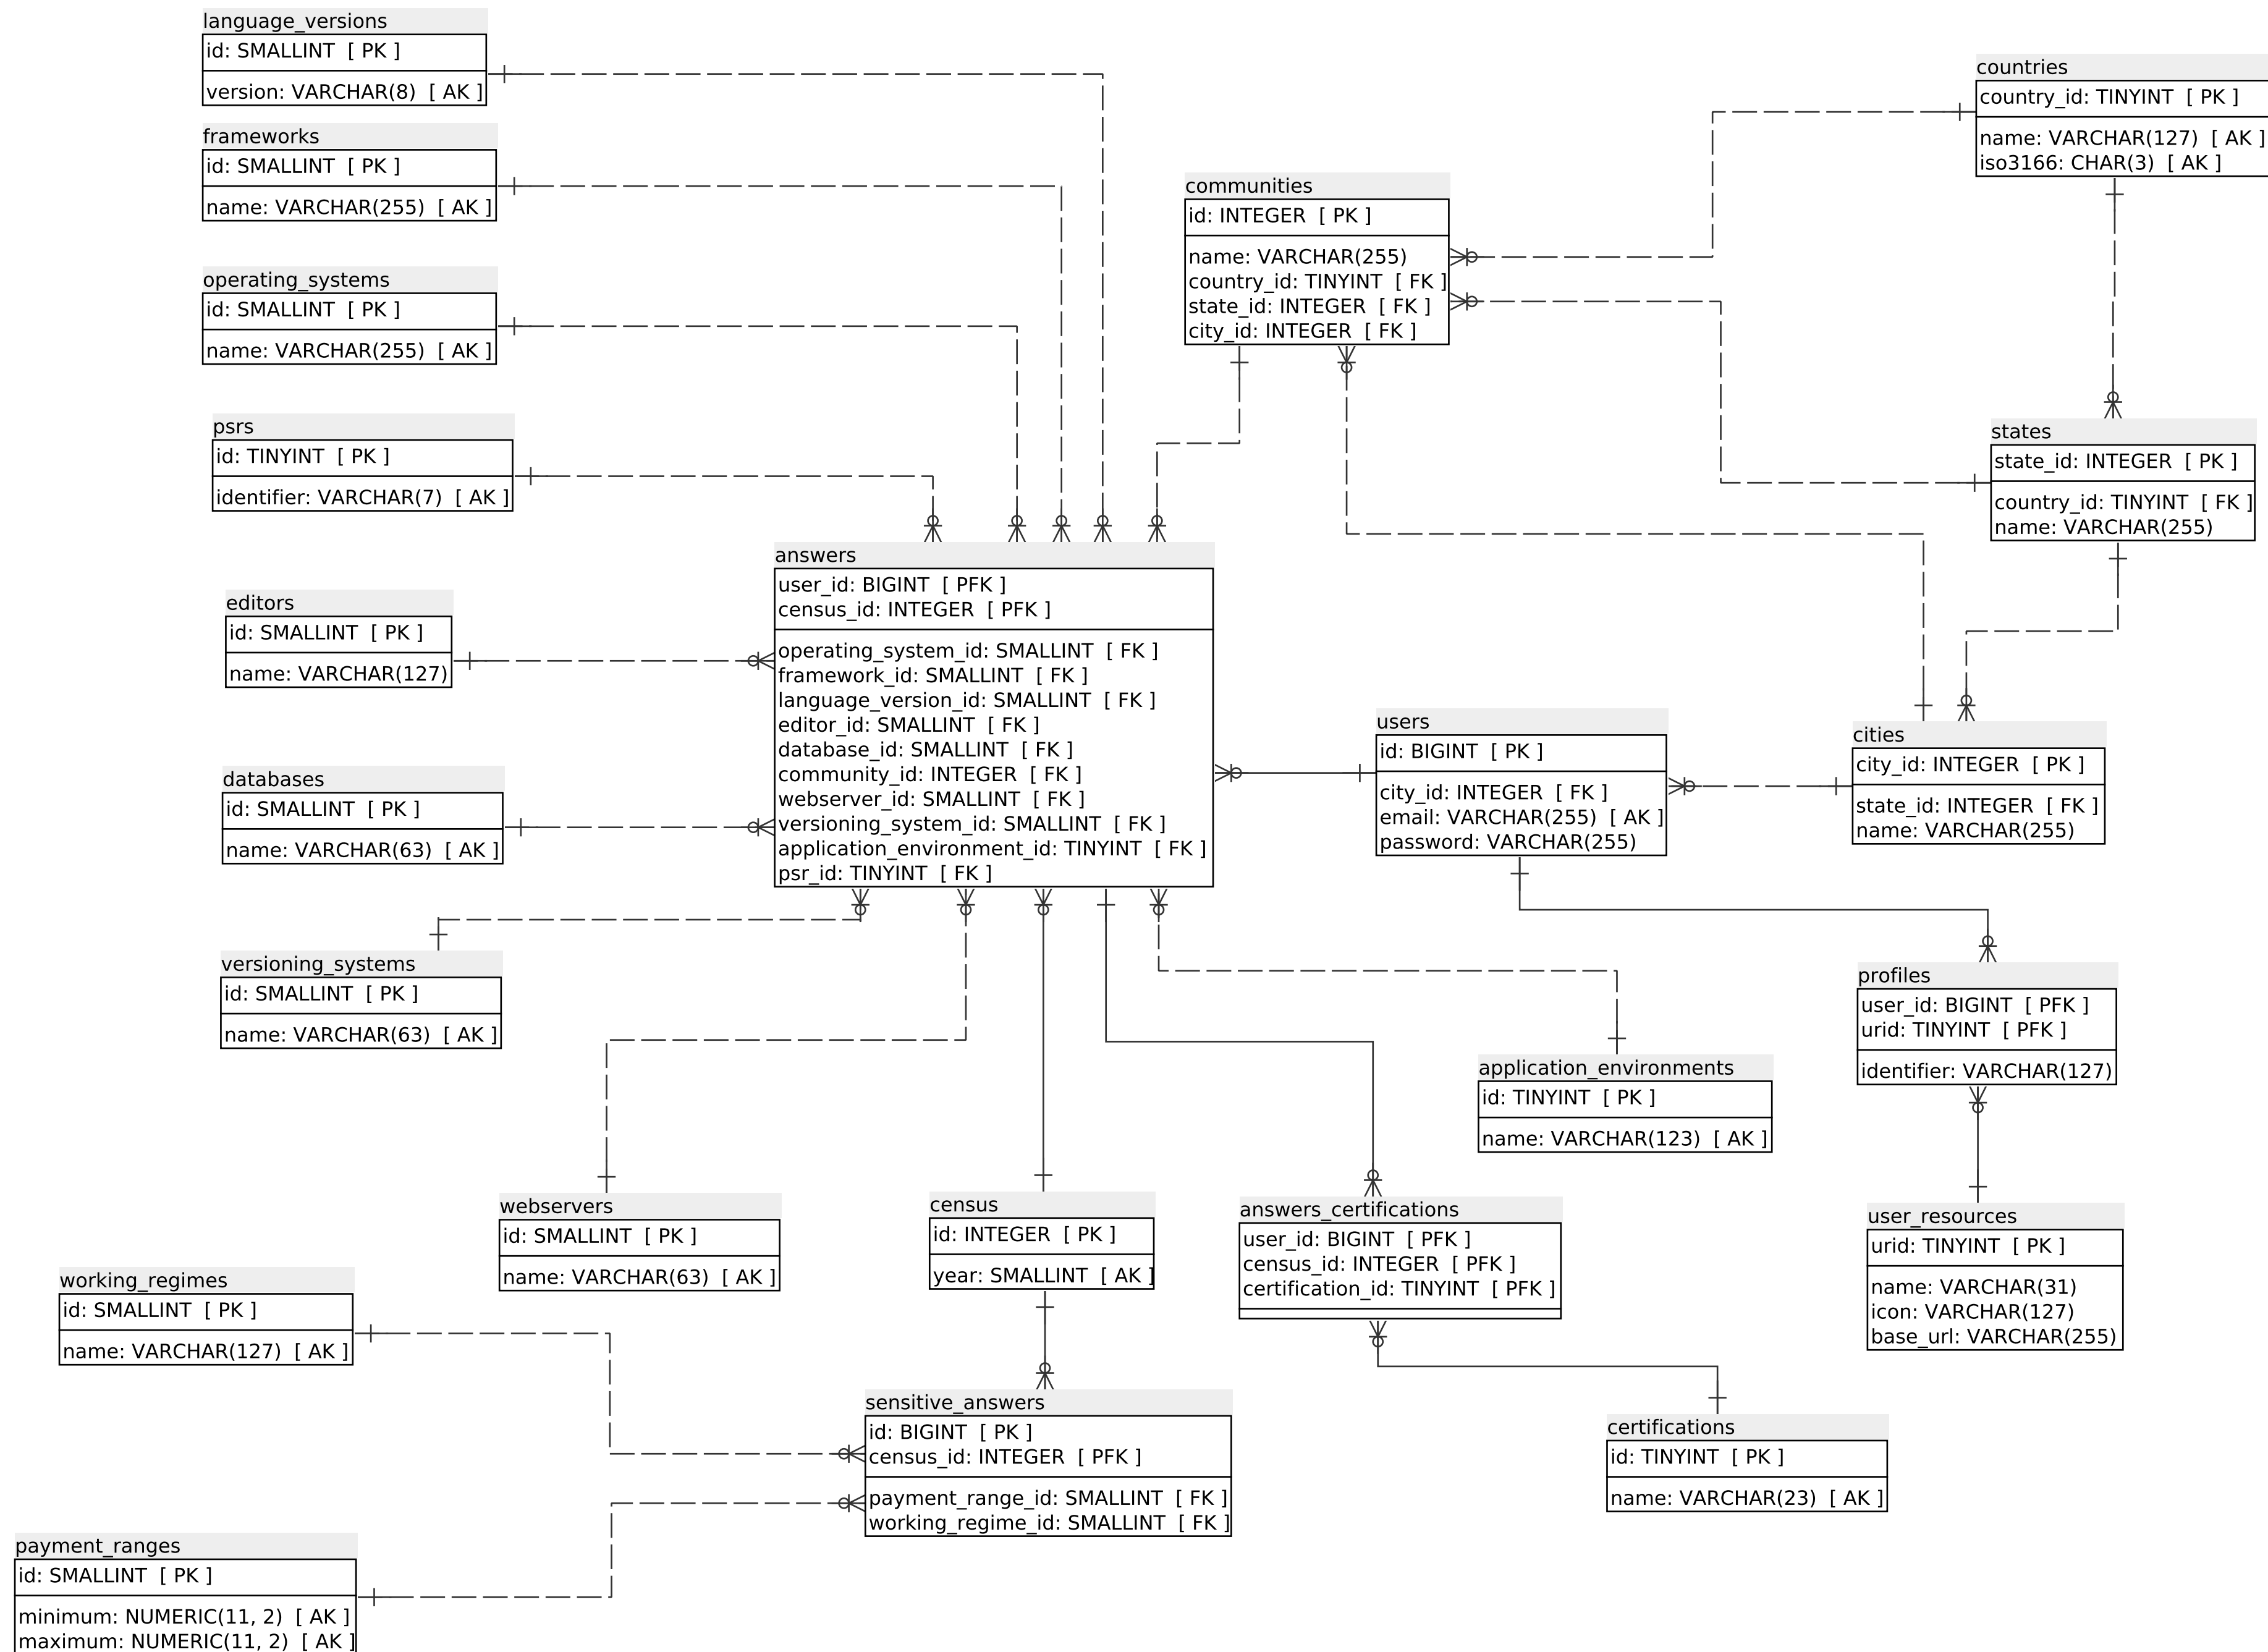 language_versions
id: SMALLINT [ PK ]
version: VARCHAR(8) [ AK ]
frameworks
id: SMALLINT [ PK ]
name: VARCHAR(255) [ AK ]
operating_systems
id: SMALLINT [ PK ]
name: VARCHAR(255) [ AK ]
psrs
id: TINYINT [ PK ]
identifier: VARCHAR(7) [ AK ]
editors
id: SMALLINT [ PK ]
name: VARCHAR(127)
databases
id: SMALLINT [ PK ]
name: VARCHAR(63) [ AK ]
versioning_systems
id: SMALLINT [ PK ]
name: VARCHAR(63) [ AK ]
countries
country_id: TINYINT [ PK ]
name: VARCHAR(127) [ AK ]
iso3166: CHAR(3) [ AK ]
communities
id: INTEGER [ PK ]
name: VARCHAR(255)
country_id: TINYINT [ FK ]
state_id: INTEGER [ FK ]
city_id: INTEGER [ FK ]
states
state_id: INTEGER [ PK ]
country_id: TINYINT [ FK ]
name: VARCHAR(255)
answers
user_id: BIGINT [ PFK ]
census_id: INTEGER [ PFK ]
operating_system_id: SMALLINT [ FK ]
framework_id: SMALLINT [ FK ]
language_version_id: SMALLINT [ FK ]
editor_id: SMALLINT [ FK ]
database_id: SMALLINT [ FK ]
community_id: INTEGER [ FK ]
webserver_id: SMALLINT [ FK ]
versioning_system_id: SMALLINT [ FK ]
application_environment_id: TINYINT [ FK ]
psr_id: TINYINT [ FK ]
users
id: BIGINT [ PK ]
city_id: INTEGER [ FK ]
email: VARCHAR(255) [ AK ]
password: VARCHAR(255)
cities
city_id: INTEGER [ PK ]
state_id: INTEGER [ FK ]
name: VARCHAR(255)
profiles
user_id: BIGINT [ PFK ]
urid: TINYINT [ PFK ]
identifier: VARCHAR(127)
application_environments
id: TINYINT [ PK ]
name: VARCHAR(123) [ AK ]
webservers
id: SMALLINT [ PK ]
name: VARCHAR(63) [ AK ]
census
id: INTEGER [ PK ]
year: SMALLINT [ AK ]
answers_certifications
user_id: BIGINT [ PFK ]
census_id: INTEGER [ PFK ]
certification_id: TINYINT [ PFK ]
user_resources
urid: TINYINT [ PK ]
name: VARCHAR(31)
icon: VARCHAR(127)
base_url: VARCHAR(255)
working_regimes
id: SMALLINT [ PK ]
name: VARCHAR(127) [ AK ]
sensitive_answers
id: BIGINT [ PK ]
census_id: INTEGER [ PFK ]
payment_range_id: SMALLINT [ FK ]
working_regime_id: SMALLINT [ FK ]
certifications
id: TINYINT [ PK ]
name: VARCHAR(23) [ AK ]
payment_ranges
id: SMALLINT [ PK ]
minimum: NUMERIC(11, 2) [ AK ]
maximum: NUMERIC(11, 2) [ AK ]